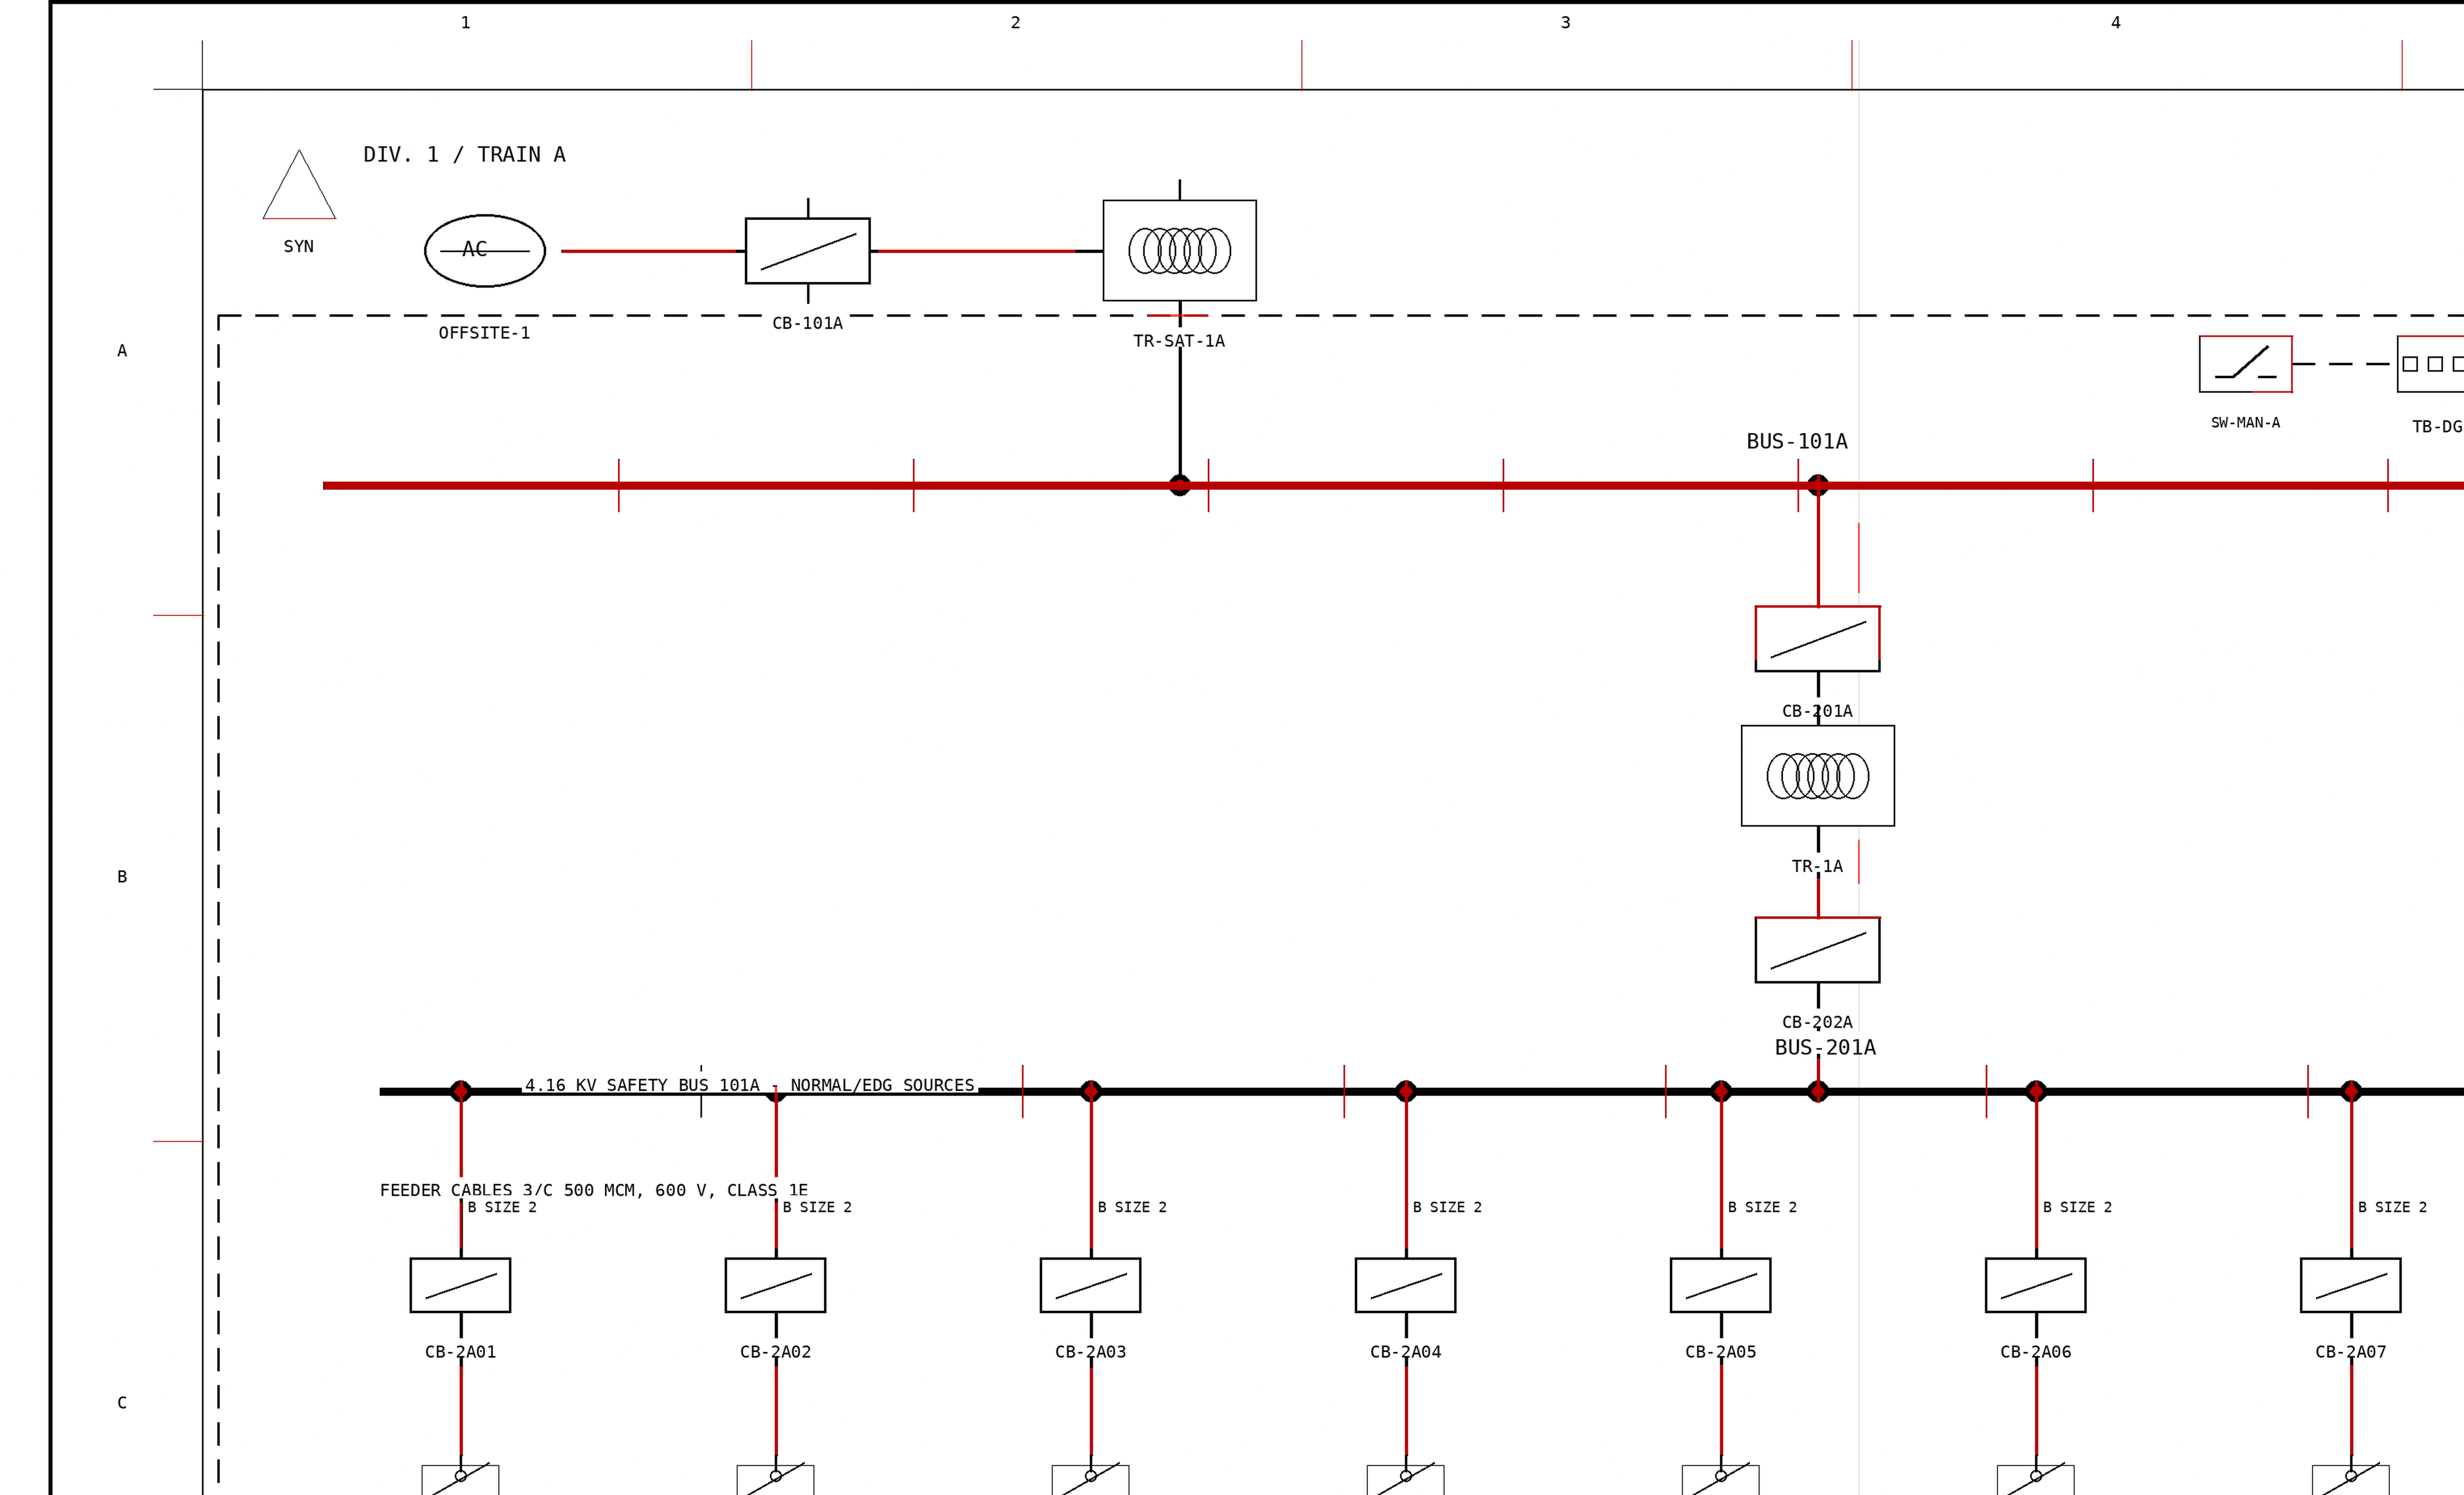 1 2 3 4
DIV. 1 / TRAIN A
SYN
AC
OFFSITE-1
CB-101A
TR-SAT-1A
A
SW-MAN-A
TB-DG
BUS-101A
CB-201A
TR-1A
B
CB-202A
BUS-201A
4.16 KV SAFETY BUS 101A - NORMAL/EDG SOURCES
FEEDER CABLES 3/C 500 MCM, 600 V, CLASS 1E
B SIZE 2 B SIZE 2 B SIZE 2 B SIZE 2 B SIZE 2 B SIZE 2 B SIZE 2
CB-2A01 CB-2A02 CB-2A03 CB-2A04 CB-2A05 CB-2A06 CB-2A07
C